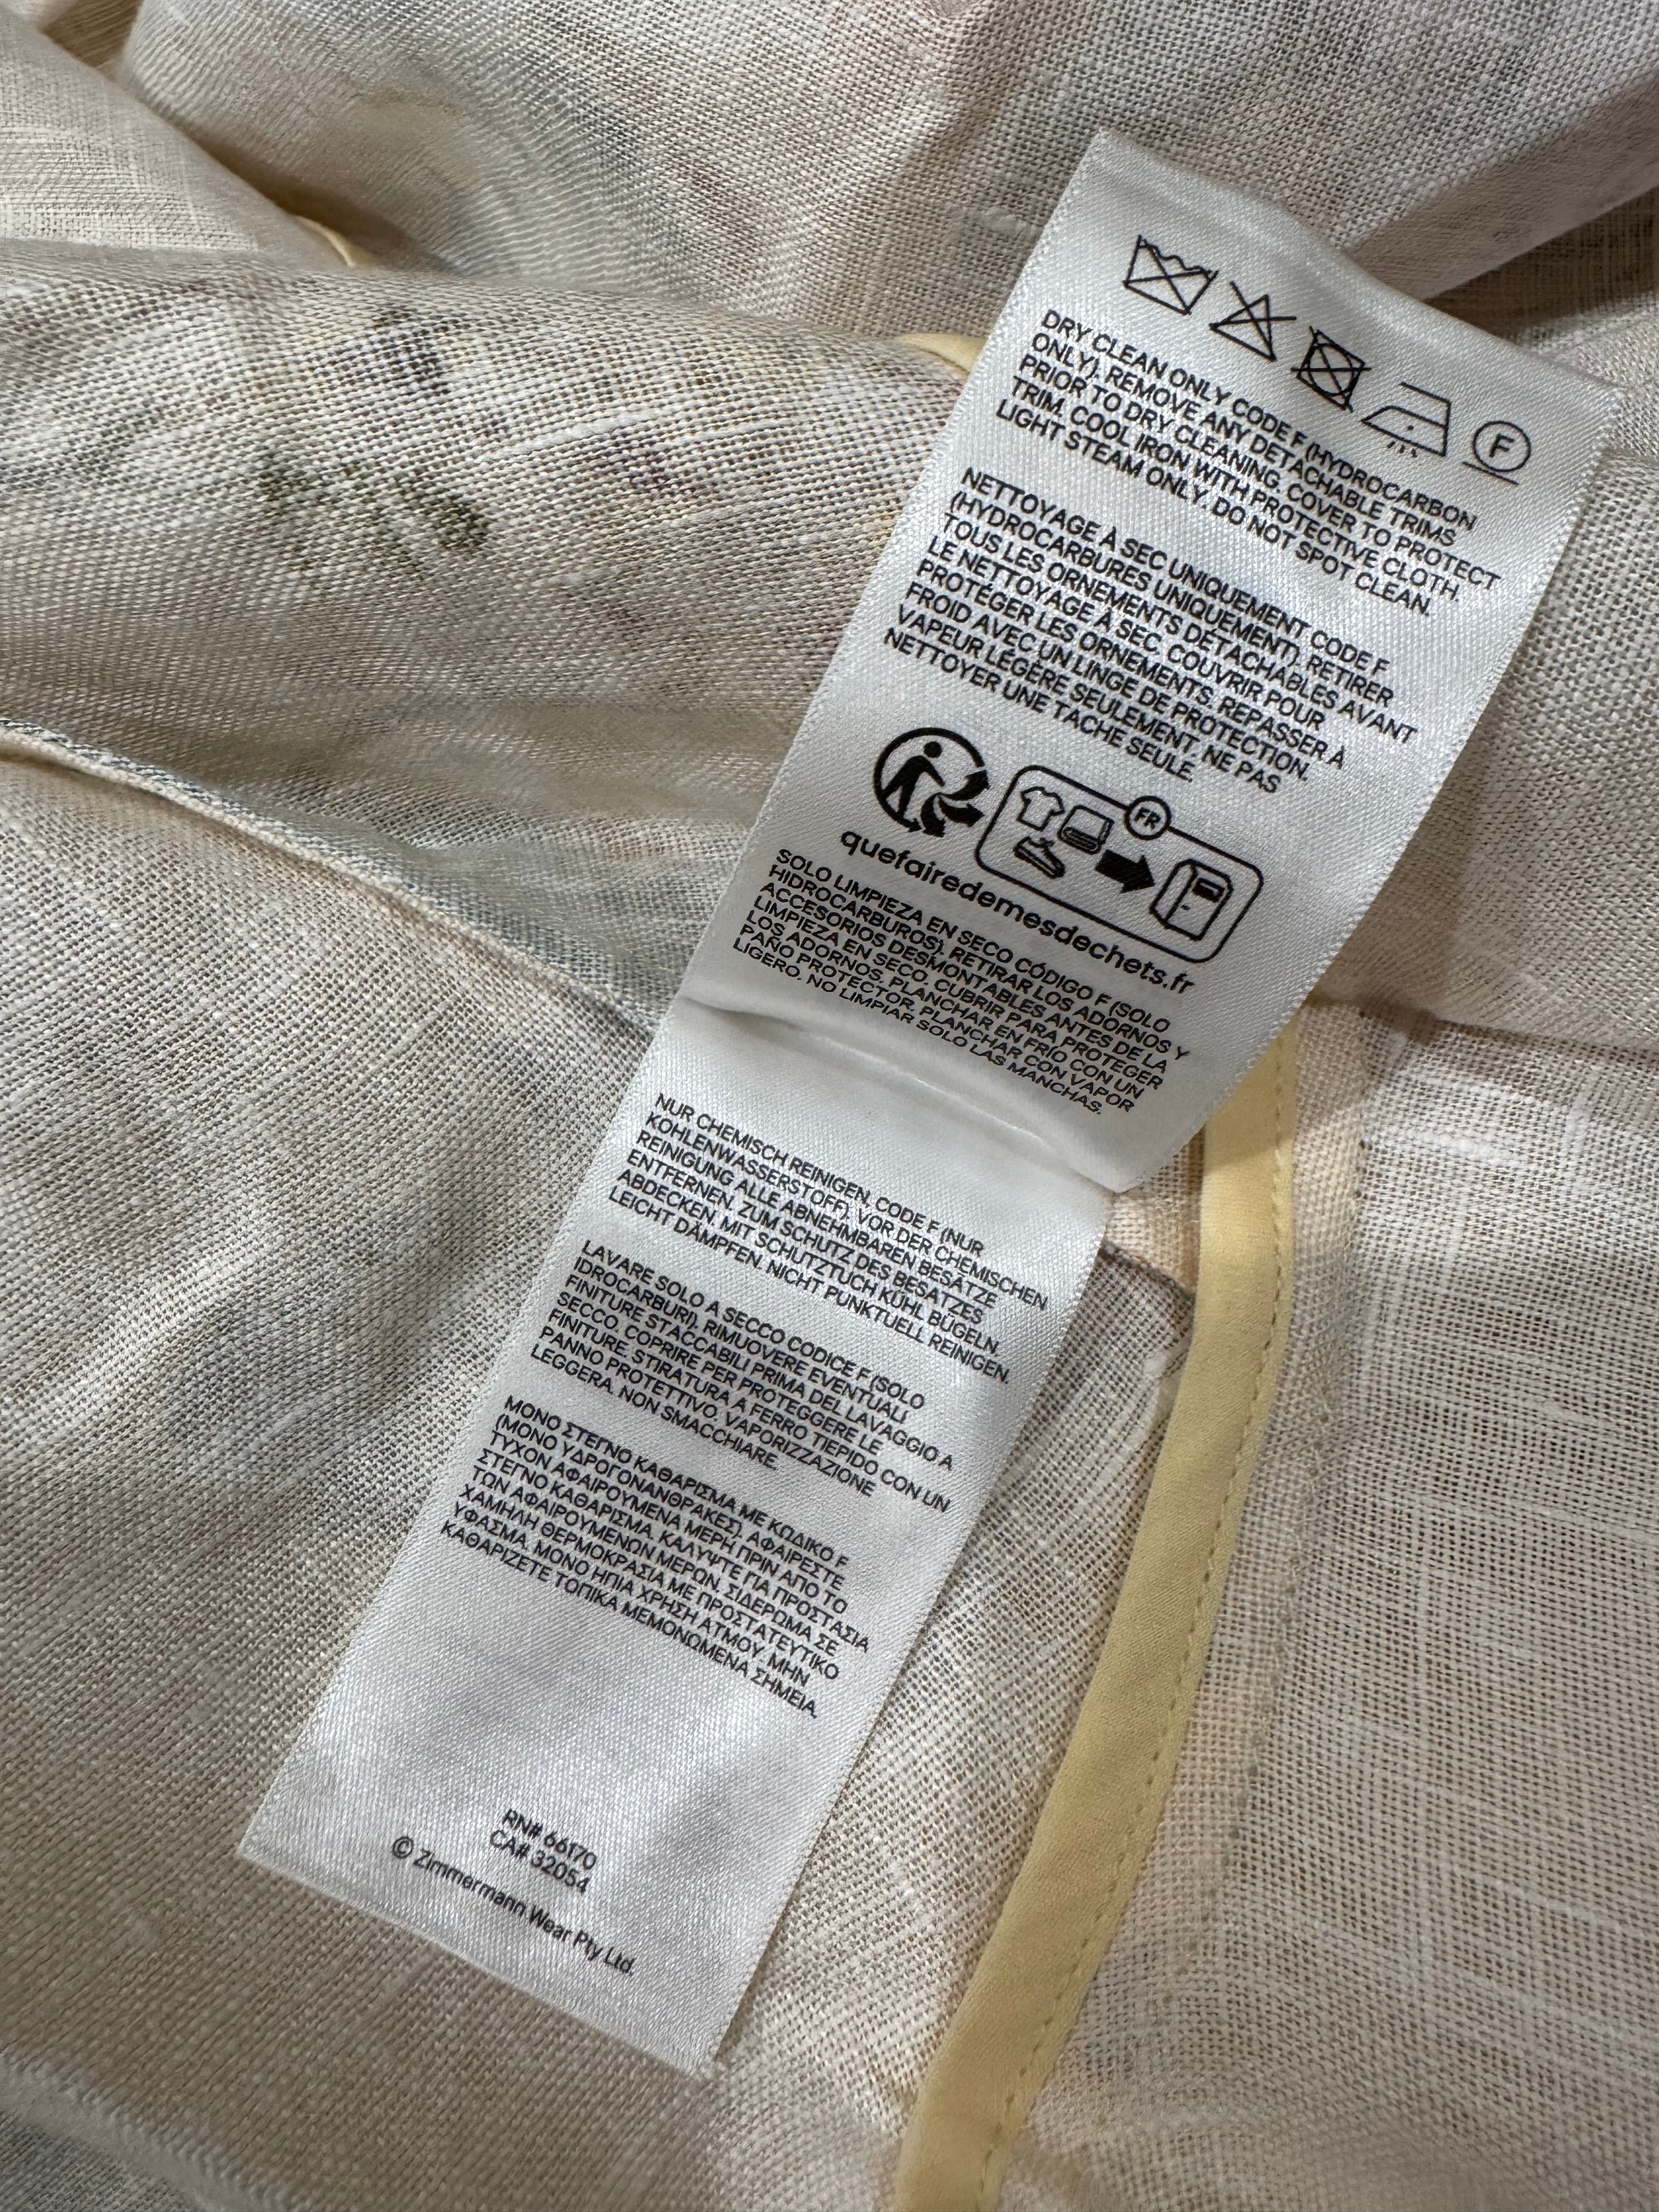 F
DRY CLEAN ONLY CODE F (HYDROCARBON
ONLY). REMOVE ANY DETACHABLE TRIMS
PRIOR TO DRY CLEANING. COVER TO PROTECT
TRIM. COOL IRON WITH PROTECTIVE CLOTH.
LIGHT STEAM ONLY. DO NOT SPOT CLEAN.
NETTOYAGE À SEC UNIQUEMENT CODE F
(HYDROCARBURES UNIQUEMENT). RETIRER
TOUS LES ORNEMENTS DÉTACHABLES AVANT
LE NETTOYAGE À SEC. COUVRIR POUR
PROTÉGER LES ORNEMENTS. REPASSER À
FROID AVEC UN LINGE DE PROTECTION.
VAPEUR LÉGÈRE SEULEMENT. NE PAS
NETTOYER UNE TACHE SEULE.
FR
quefairedemesdechets.fr
SOLO LIMPIEZA EN SECO CÓDIGO F (SOLO
HIDROCARBUROS). RETIRAR LOS ADORNOS Y
ACCESORIOS DESMONTABLES ANTES DE LA
LIMPIEZA EN SECO. CUBRIR PARA PROTEGER
LOS ADORNOS. PLANCHAR EN FRÍO CON UN
PAÑO PROTECTOR. PLANCHAR CON VAPOR
LIGERO. NO LIMPIAR SOLO LAS MANCHAS.
NUR CHEMISCH REINIGEN, CODE F (NUR
KOHLENWASSERSTOFF). VOR DER CHEMISCHEN
REINIGUNG ALLE ABNEHMBAREN BESÄTZE
ENTFERNEN. ZUM SCHUTZ DES BESATZES
ABDECKEN. MIT SCHUTZTUCH KÜHL BÜGELN.
LEICHT DÄMPFEN. NICHT PUNKTUELL REINIGEN.
LAVARE SOLO A SECCO CODICE F (SOLO
IDROCARBURI). RIMUOVERE EVENTUALI
FINITURE STACCABILI PRIMA DEL LAVAGGIO A
SECCO. COPRIRE PER PROTEGGERE LE
FINITURE. STIRATURA A FERRO TIEPIDO CON UN
PANNO PROTETTIVO. VAPORIZZAZIONE
LEGGERA. NON SMACCHIARE.
ΜΟΝΟ ΣΤΕΓΝΟ ΚΑΘΑΡΙΣΜΑ ΜΕ ΚΩΔΙΚΟ F
(ΜΟΝΟ ΥΔΡΟΓΟΝΑΝΘΡΑΚΕΣ). ΑΦΑΙΡΕΣΤΕ
ΤΥΧΟΝ ΑΦΑΙΡΟΥΜΕΝΑ ΜΕΡΗ ΠΡΙΝ ΑΠΟ ΤΟ
ΣΤΕΓΝΟ ΚΑΘΑΡΙΣΜΑ. ΚΑΛΥΨΤΕ ΓΙΑ ΠΡΟΣΤΑΣΙΑ
ΤΩΝ ΑΦΑΙΡΟΥΜΕΝΩΝ ΜΕΡΩΝ. ΣΙΔΕΡΩΜΑ ΣΕ
ΧΑΜΗΛΗ ΘΕΡΜΟΚΡΑΣΙΑ ΜΕ ΠΡΟΣΤΑΤΕΥΤΙΚΟ
ΥΦΑΣΜΑ. ΜΟΝΟ ΗΠΙΑ ΧΡΗΣΗ ΑΤΜΟΥ. ΜΗΝ
ΚΑΘΑΡΙΖΕΤΕ ΤΟΠΙΚΑ ΜΕΜΟΝΩΜΕΝΑ ΣΗΜΕΙΑ.
RN# 66170
CA# 32054
© Zimmermann Wear Pty Ltd.